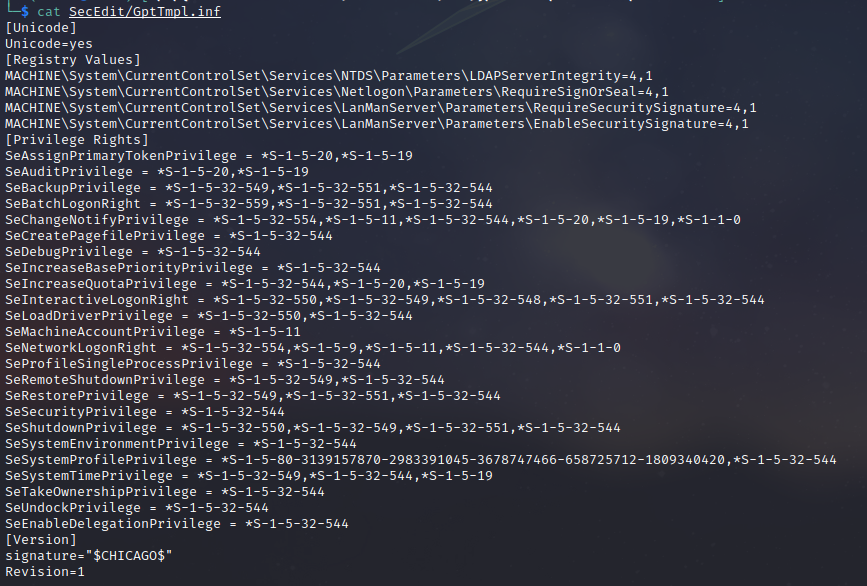 └─$ cat SecEdit/GptTmpl.inf
[Unicode]
Unicode=yes
[Registry Values]
MACHINE\System\CurrentControlSet\Services\NTDS\Parameters\LDAPServerIntegrity=4,1
MACHINE\System\CurrentControlSet\Services\Netlogon\Parameters\RequireSignOrSeal=4,1
MACHINE\System\CurrentControlSet\Services\LanManServer\Parameters\RequireSecuritySignature=4,1
MACHINE\System\CurrentControlSet\Services\LanManServer\Parameters\EnableSecuritySignature=4,1
[Privilege Rights]
SeAssignPrimaryTokenPrivilege = *S-1-5-20,*S-1-5-19
SeAuditPrivilege = *S-1-5-20,*S-1-5-19
SeBackupPrivilege = *S-1-5-32-549,*S-1-5-32-551,*S-1-5-32-544
SeBatchLogonRight = *S-1-5-32-559,*S-1-5-32-551,*S-1-5-32-544
SeChangeNotifyPrivilege = *S-1-5-32-554,*S-1-5-11,*S-1-5-32-544,*S-1-5-20,*S-1-5-19,*S-1-1-0
SeCreatePagefilePrivilege = *S-1-5-32-544
SeDebugPrivilege = *S-1-5-32-544
SeIncreaseBasePriorityPrivilege = *S-1-5-32-544
SeIncreaseQuotaPrivilege = *S-1-5-32-544,*S-1-5-20,*S-1-5-19
SeInteractiveLogonRight = *S-1-5-32-550,*S-1-5-32-549,*S-1-5-32-548,*S-1-5-32-551,*S-1-5-32-544
SeLoadDriverPrivilege = *S-1-5-32-550,*S-1-5-32-544
SeMachineAccountPrivilege = *S-1-5-11
SeNetworkLogonRight = *S-1-5-32-554,*S-1-5-9,*S-1-5-11,*S-1-5-32-544,*S-1-1-0
SeProfileSingleProcessPrivilege = *S-1-5-32-544
SeRemoteShutdownPrivilege = *S-1-5-32-549,*S-1-5-32-544
SeRestorePrivilege = *S-1-5-32-549,*S-1-5-32-551,*S-1-5-32-544
SeSecurityPrivilege = *S-1-5-32-544
SeShutdownPrivilege = *S-1-5-32-550,*S-1-5-32-549,*S-1-5-32-551,*S-1-5-32-544
SeSystemEnvironmentPrivilege = *S-1-5-32-544
SeSystemProfilePrivilege = *S-1-5-80-3139157870-2983391045-3678747466-658725712-1809340420,*S-1-5-32-544
SeSystemTimePrivilege = *S-1-5-32-549,*S-1-5-32-544,*S-1-5-19
SeTakeOwnershipPrivilege = *S-1-5-32-544
SeUndockPrivilege = *S-1-5-32-544
SeEnableDelegationPrivilege = *S-1-5-32-544
[Version]
signature="$CHICAGO$"
Revision=1